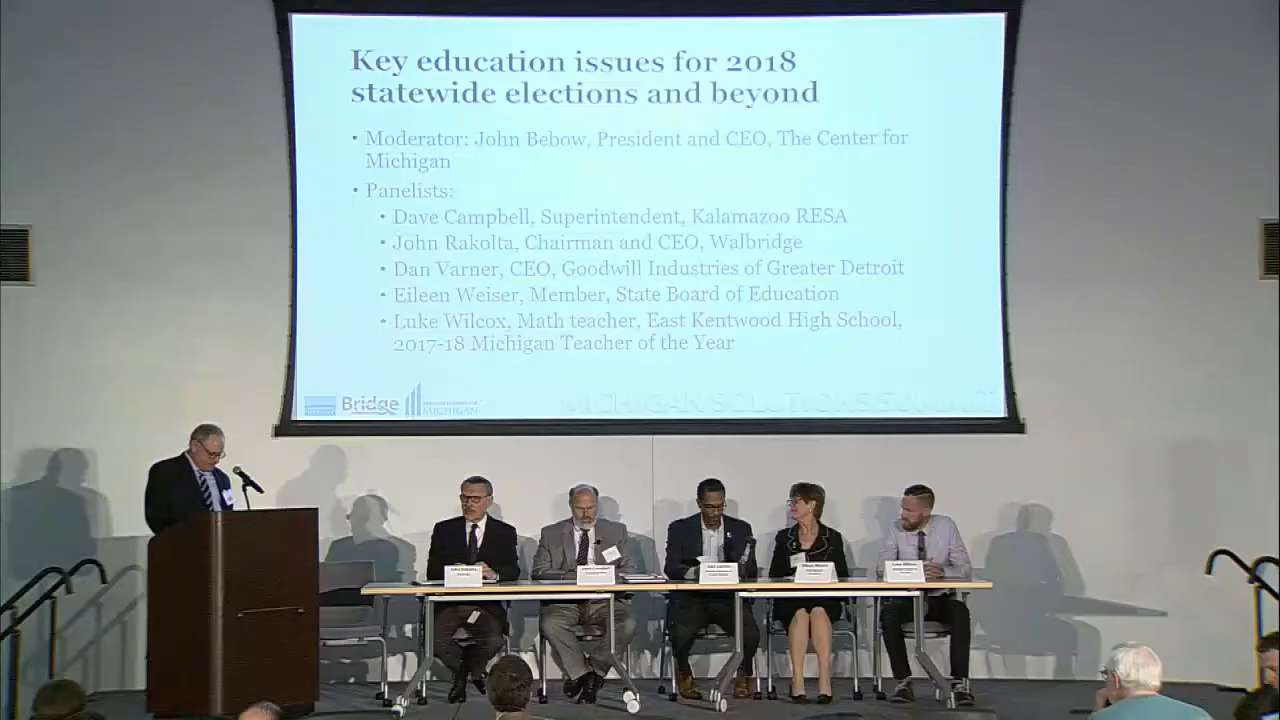 Key education issues for 2018
statewide elections and beyond
• Moderator: John Bebow, President and CEO, The Center for
Michigan
• Panelists:
• Dave Campbell, Superintendent, Kalamazoo RESA
• John Rakolta, Chairman and CEO, Walbridge
• Dan Varner, CEO, Goodwill Industries of Greater Detroit
• Eileen Weiser, Member, State Board of Education
• Luke Wilcox, Math teacher, East Kentwood High School,
2017-18 Michigan Teacher of the Year
Bridge
MICHIGAN
MICHIGAN SOLUTIONS SUMMIT